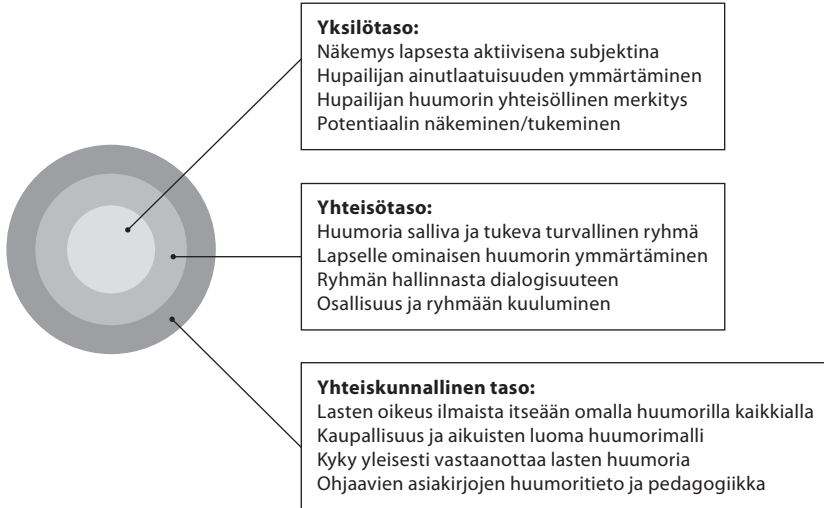 Yksilötaso:
Näkemys lapsesta aktiivisena subjektina
Hupailijan ainutlaatuisuuden ymmärtäminen
Hupailijan huumorin yhteisöllinen merkitys
Potentiaalin näkeminen/tukeminen
Yhteisötaso:
Huumoria salliva ja tukeva turvallinen ryhmä
Lapselle ominaisen huumorin ymmärtäminen
Ryhmän hallinnasta dialogisuuteen
Osallisuus ja ryhmään kuuluminen
Yhteiskunnallinen taso:
Lasten oikeus ilmaista itseään omalla huumorilla kaikkialla
Kaupallisuus ja aikuisten luoma huumorimalli
Kyky yleisesti vastaanottaa lasten huumoria
Ohjaavien asiakirjojen huumoritieto ja pedagogiikka